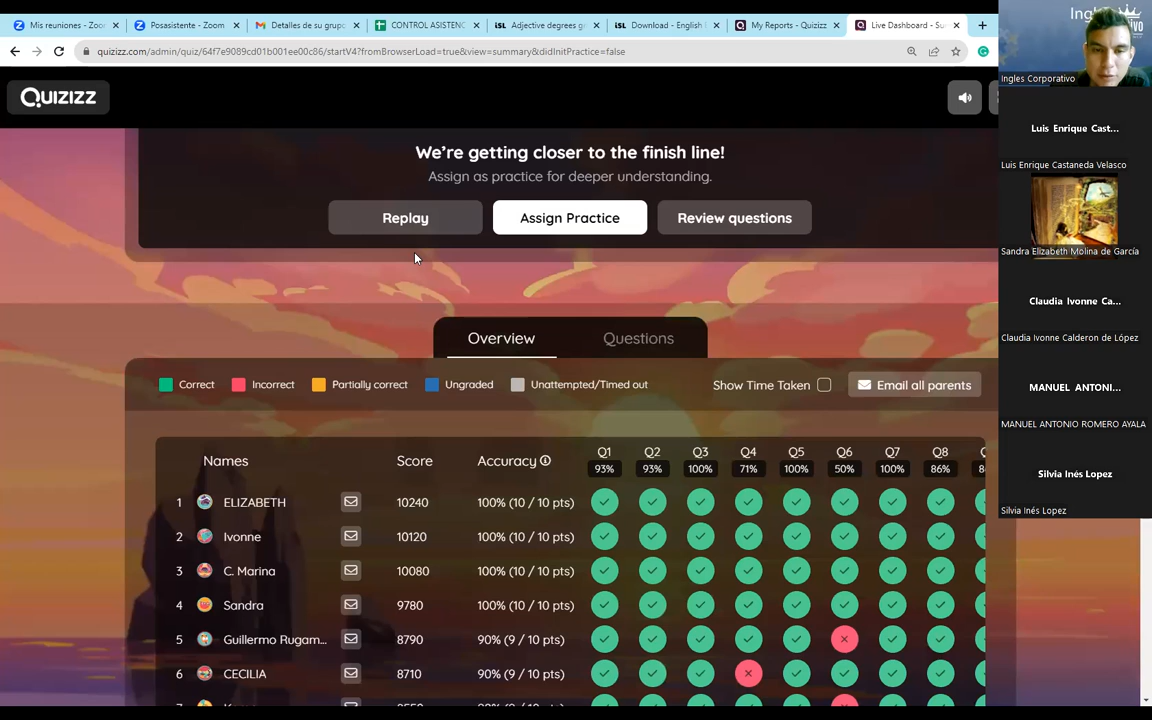 Mis reuniones - Zoo
Posasistente - Zoom
Detalles de su grupo
CONTROL ASISTENC
Adjective degrees g
Download - English
My Reports - Quizizz
Live Dashboard - Su
quizizz.com/admin/quiz/64f7e9089cd01b001ee00c86/startV4?fromBrowserLoad=true&view=summary&didInitPractice=false
QUIZIZZ
We're getting closer to the finish line!
Assign as practice for deeper understanding.
Replay
Assign Practice
Review questions
Overview
Questions
Correct
Incorrect
Partially correct
Ungraded
Unattempted/Timed out
Show Time Taken
Email all parents
Names Score Accuracy Q1 Q2 Q3 Q4 Q5 Q6 Q7 Q8
93% 93% 100% 71% 100% 50% 100% 86%
1 ELIZABETH 10240 100% (10 / 10 pts)
2 Ivonne 10120 100% (10 / 10 pts)
3 C. Marina 10080 100% (10 / 10 pts)
4 Sandra 9780 100% (10 / 10 pts)
5 Guillermo Rugam... 8790 90% (9 / 10 pts)
6 CECILIA 8710 90% (9 / 10 pts)
Ingles Corporativo
Luis Enrique Cast...
Luis Enrique Castaneda Velasco
Sandra Elizabeth Molina de García
Claudia Ivonne Ca...
Claudia Ivonne Calderon de López
MANUEL ANTONI...
MANUEL ANTONIO ROMERO AYALA
Silvia Inés Lopez
Silvia Inés Lopez